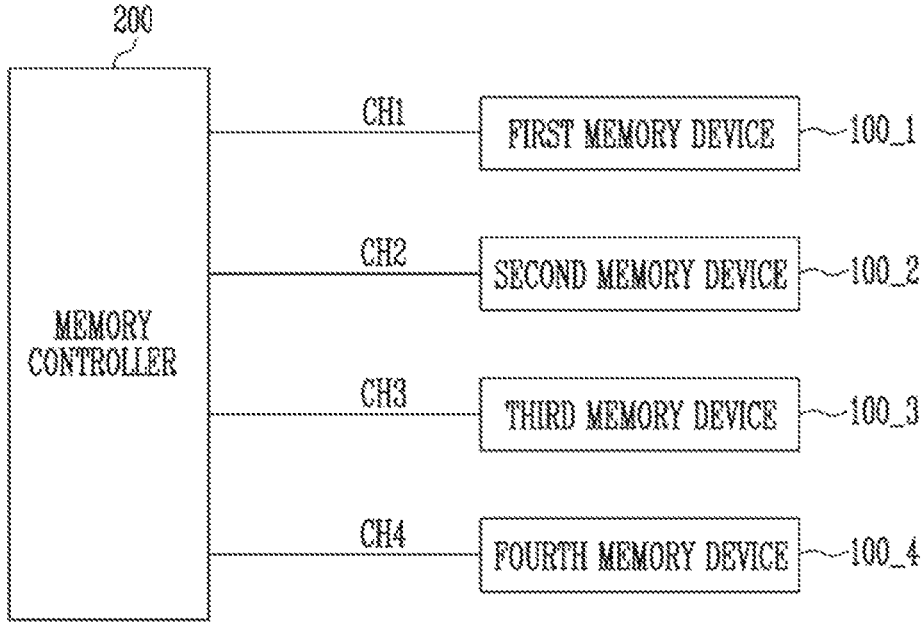 200
CH1
FIRST MEMORY DEVICE
100_1
CH2
SECOND MEMORY DEVICE
100_2
MEMORY
CONTROLLER
CH3
THIRD MEMORY DEVICE
100_3
CH4
FOURTH MEMORY DEVICE
100_4